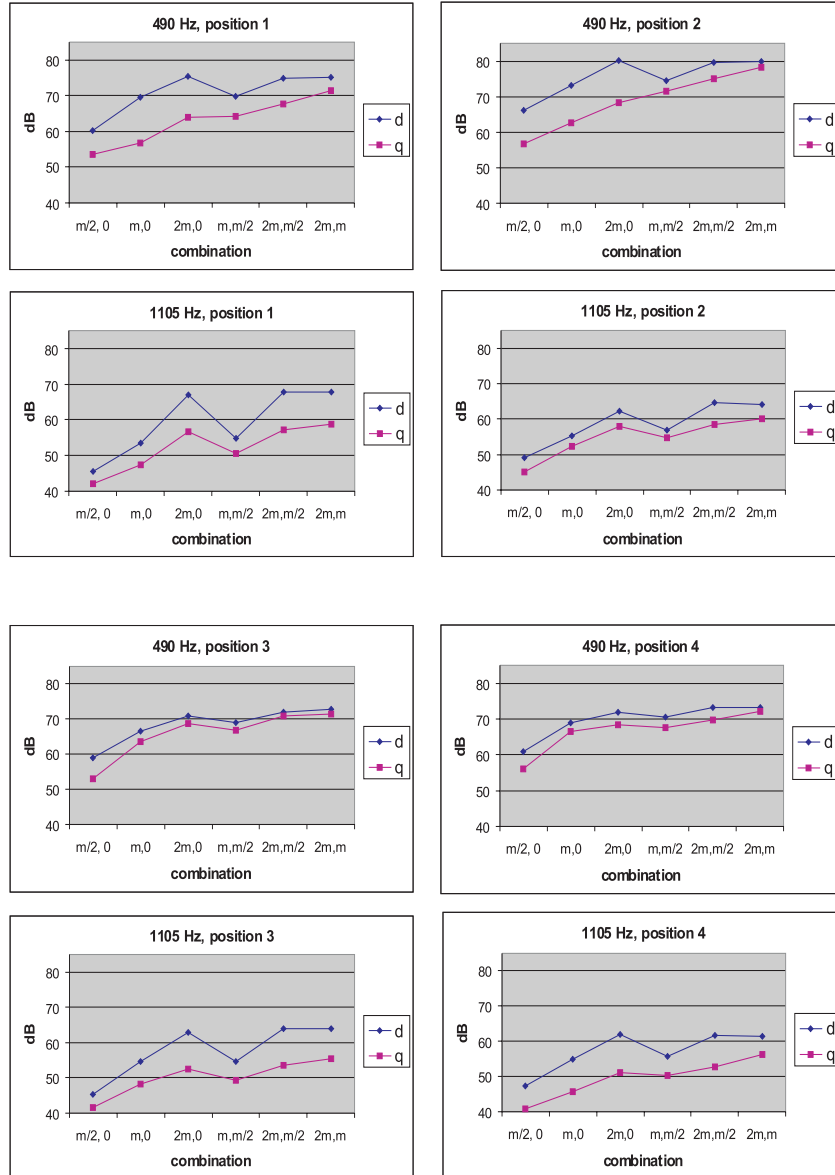 490 Hz, position 1
80
70
60
50
40
dB
m/2, 0 m,0 2m,0 m,m/2 2m,m/2 2m,m
combination
d
q
490 Hz, position 2
80
70
60
50
40
dB
m/2, 0 m,0 2m,0 m,m/2 2m,m/2 2m,m
combination
d
q
1105 Hz, position 1
80
70
60
50
40
dB
m/2, 0 m,0 2m,0 m,m/2 2m,m/2 2m,m
combination
d
q
1105 Hz, position 2
80
70
60
50
40
dB
m/2, 0 m,0 2m,0 m,m/2 2m,m/2 2m,m
combination
d
q
490 Hz, position 3
80
70
60
50
40
dB
m/2, 0 m,0 2m,0 m,m/2 2m,m/2 2m,m
combination
d
q
490 Hz, position 4
80
70
60
50
40
dB
m/2, 0 m,0 2m,0 m,m/2 2m,m/2 2m,m
combination
d
q
1105 Hz, position 3
80
70
60
50
40
dB
m/2, 0 m,0 2m,0 m,m/2 2m,m/2 2m,m
combination
d
q
1105 Hz, position 4
80
70
60
50
40
dB
m/2, 0 m,0 2m,0 m,m/2 2m,m/2 2m,m
combination
d
q